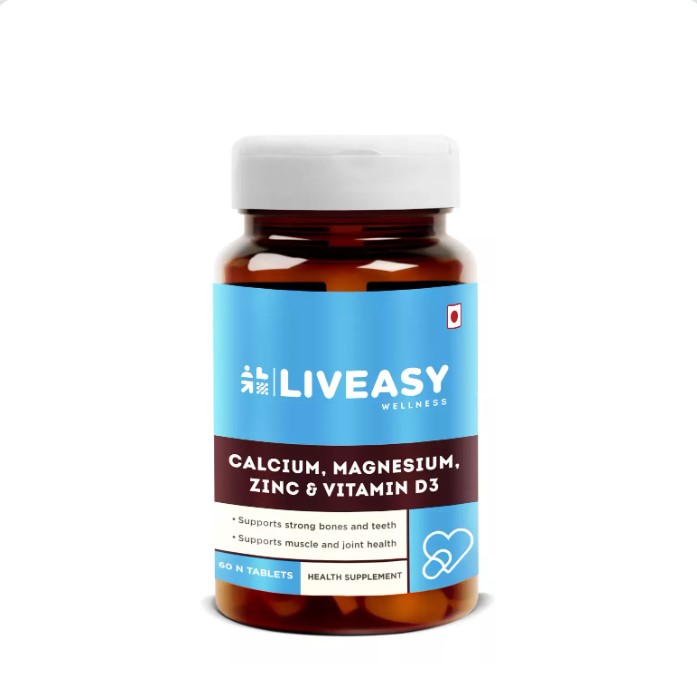 LIVEASY
WELLNESS
CALCIUM, MAGNESIUM,
ZINC & VITAMIN D3
• Supports strong bones and teeth
• Supports muscle and joint health
60 N TABLETS
HEALTH SUPPLEMENT